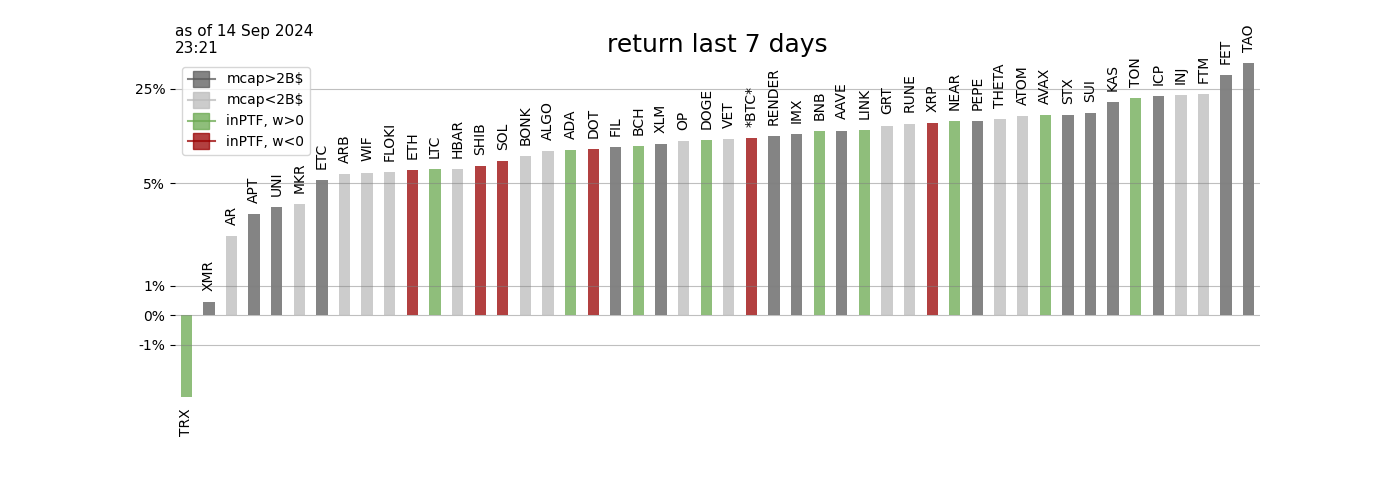 as of 14 Sep 2024
23:21
return last 7 days
mcap>2B$
mcap<2B$
inPTF, w>0
inPTF, w<0
25%
5%
1%
0%
-1%
TRX
XMR
AR
APT
UNI
MKR
ETC
ARB
WIF
FLOKI
ETH
LTC
HBAR
SHIB
SOL
BONK
ALGO
ADA
DOT
FIL
BCH
XLM
OP
DOGE
VET
*BTC*
RENDER
IMX
BNB
AAVE
LINK
GRT
RUNE
XRP
NEAR
PEPE
THETA
ATOM
AVAX
STX
SUI
KAS
TON
ICP
INJ
FTM
FET
TAO